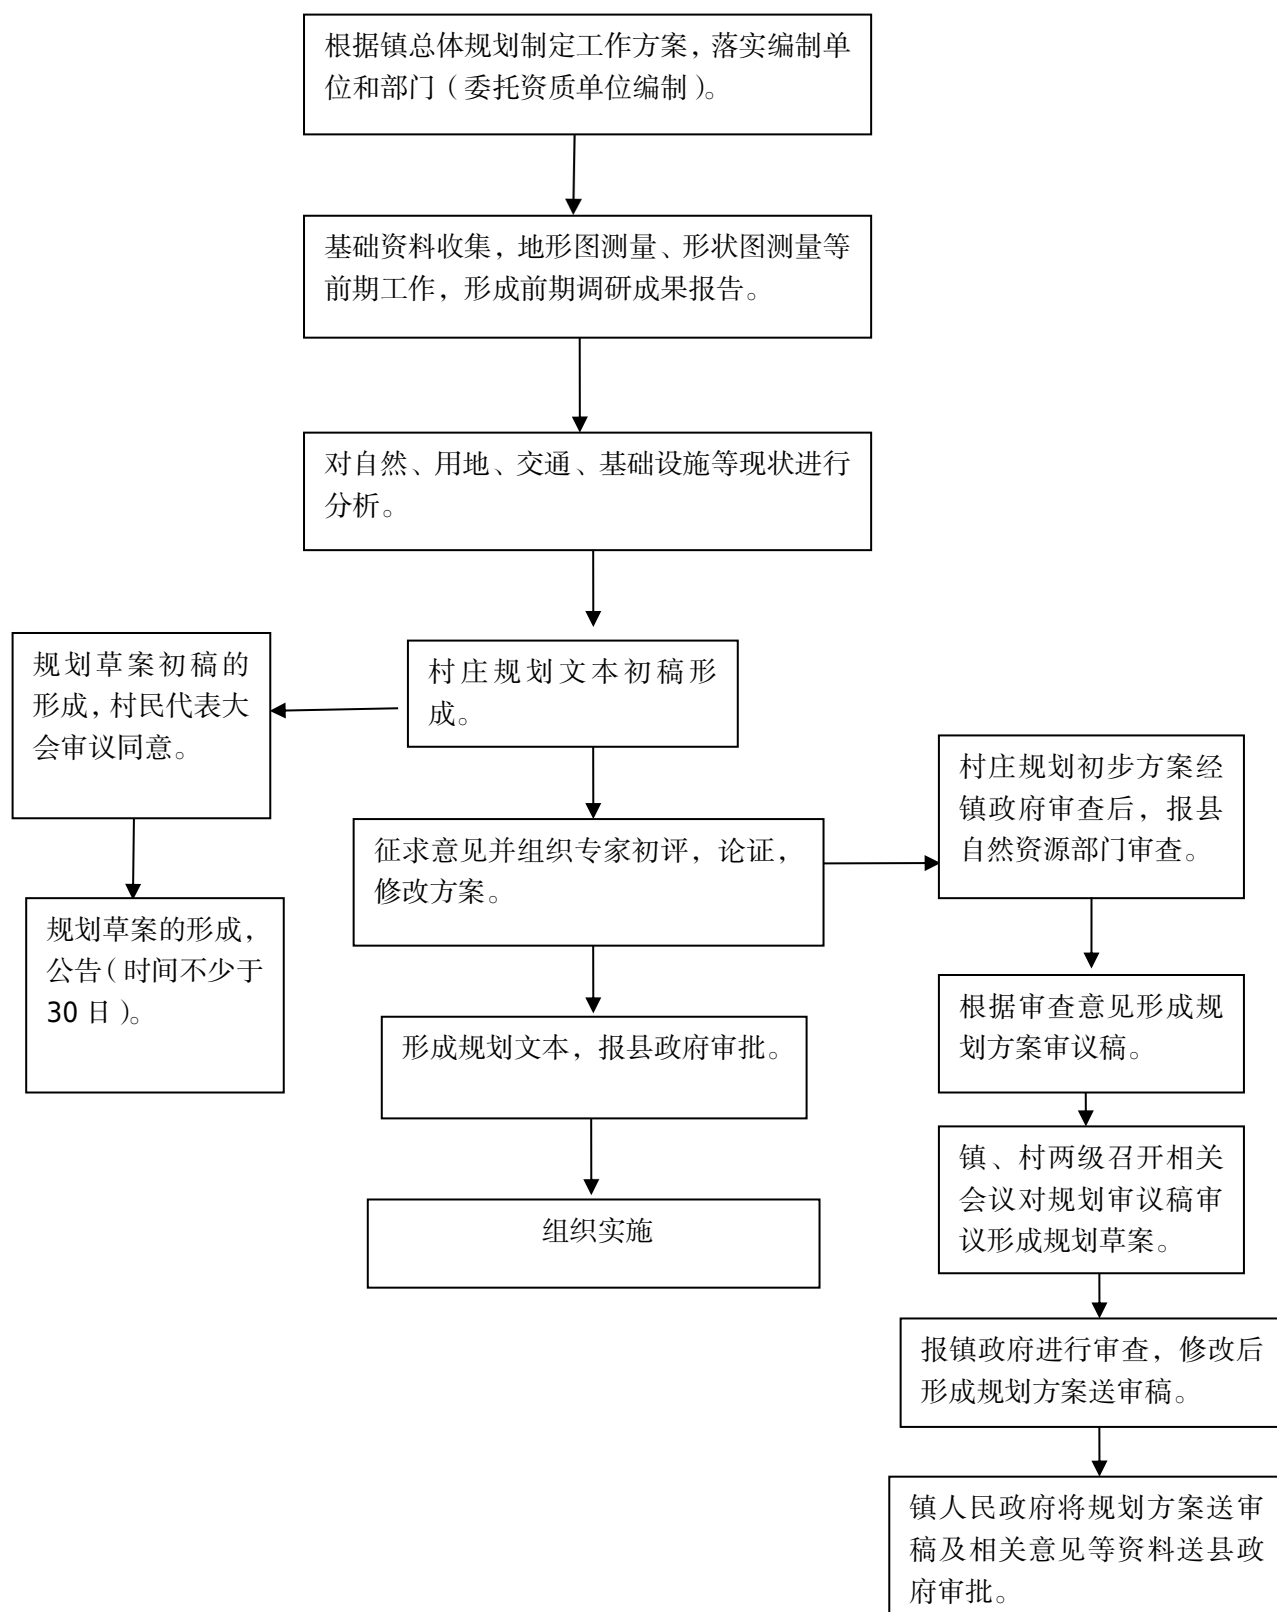 根据镇总体规划制定工作方案，落实编制单
位和部门（委托资质单位编制）。
基础资料收集，地形图测量、形状图测量等
前期工作，形成前期调研成果报告。
对自然、用地、交通、基础设施等现状进行
分析。
村庄规划文本初稿形
成。
规划草案初稿的
形成，村民代表大
会审议同意。
规划草案的形成，
公告（时间不少于
30 日）。
征求意见并组织专家初评，论证，
修改方案。
形成规划文本，报县政府审批。
组织实施
村庄规划初步方案经
镇政府审查后，报县
自然资源部门审查。
根据审查意见形成规
划方案审议稿。
镇、村两级召开相关
会议对规划审议稿审
议形成规划草案。
报镇政府进行审查，修改后
形成规划方案送审稿。
镇人民政府将规划方案送审
稿及相关意见等资料送县政
府审批。